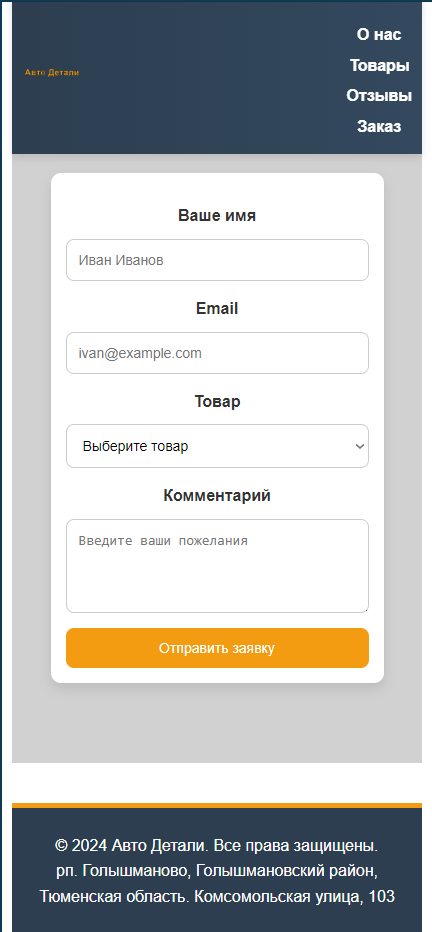 Авто Детали
О нас
Товары
Отзывы
Заказ
Ваше имя
Иван Иванов
Email
ivan@example.com
Товар
Выберите товар
Комментарий
Введите ваши пожелания
Отправить заявку
© 2024 Авто Детали. Все права защищены.
рп. Голышманово, Голышмановский район,
Тюменская область. Комсомольская улица, 103